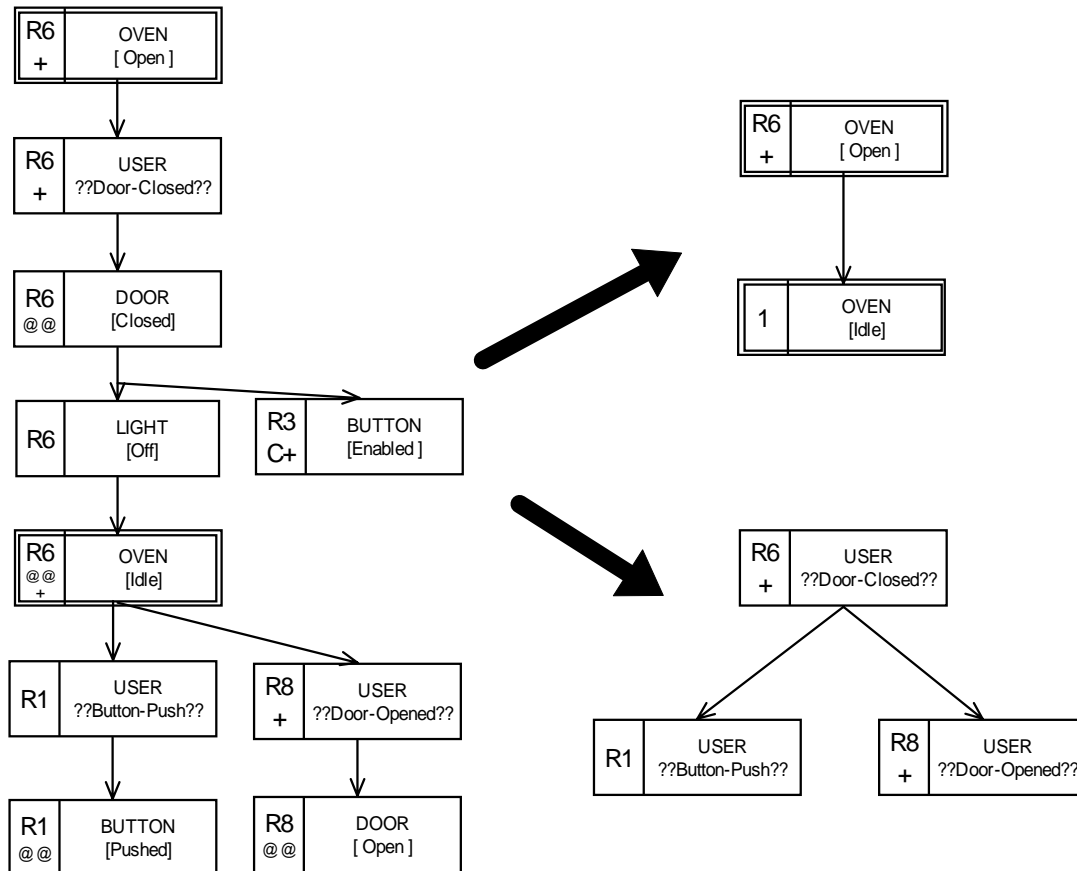 R6
+
OVEN
[ Open ]
R6
+
USER
??Door-Closed??
R6
@@
DOOR
[Closed]
R6
LIGHT
[Off]
R3
C+
BUTTON
[Enabled ]
R6
@@
+
OVEN
[Idle]
R1
USER
??Button-Push??
R8
+
USER
??Door-Opened??
R1
@@
BUTTON
[Pushed]
R8
@@
DOOR
[ Open ]
R6
+
OVEN
[ Open ]
1
OVEN
[Idle]
R6
+
USER
??Door-Closed??
R1
USER
??Button-Push??
R8
+
USER
??Door-Opened??